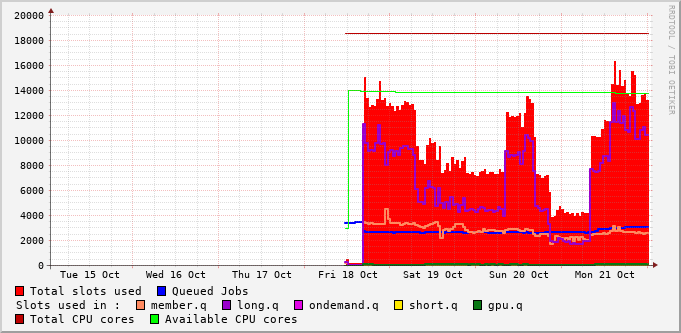 RRDTOOL / TOBI OETIKER
20000
18000
16000
14000
12000
10000
8000
6000
4000
2000
0
Tue 15 Oct Wed 16 Oct Thu 17 Oct Fri 18 Oct Sat 19 Oct Sun 20 Oct Mon 21 Oct
Total slots used Queued Jobs
Slots used in : member.q long.q ondemand.q short.q gpu.q
Total CPU cores Available CPU cores